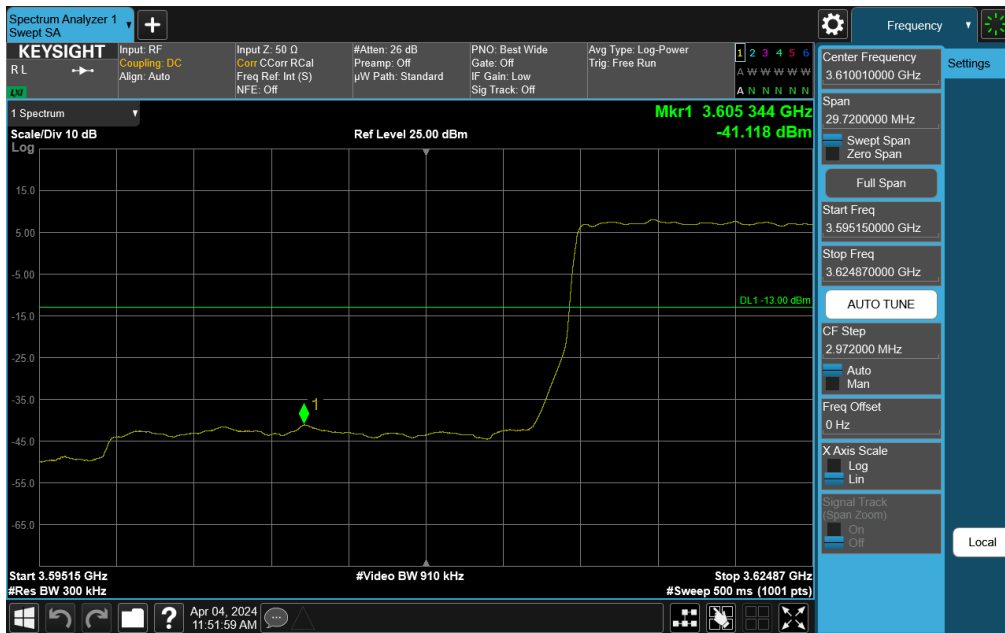 Spectrum Analyzer 1
Swept SA
Frequency
KEYSIGHT
R L
LXI
Input: RF
Coupling: DC
Align: Auto
Input Z: 50 Ω
Corr CCorr RCal
Freq Ref: Int (S)
NFE: Off
#Atten: 26 dB
Preamp: Off
µW Path: Standard
PNO: Best Wide
Gate: Off
IF Gain: Low
Sig Track: Off
Avg Type: Log-Power
Trig: Free Run
1 2 3 4 5 6
A W W W W W
A N N N N N
1 Spectrum
Mkr1 3.605 344 GHz
-41.118 dBm
Scale/Div 10 dB
Ref Level 25.00 dBm
Log
15.0
5.00
-5.00
DL1 -13.00 dBm
-15.0
-25.0
-35.0
1
-45.0
-55.0
-65.0
Start 3.59515 GHz
#Video BW 910 kHz
Stop 3.62487 GHz
#Res BW 300 kHz
#Sweep 500 ms (1001 pts)
?
Apr 04, 2024
11:51:59 AM
Center Frequency
3.610010000 GHz
Span
29.7200000 MHz
Swept Span
Zero Span
Full Span
Start Freq
3.595150000 GHz
Stop Freq
3.624870000 GHz
AUTO TUNE
CF Step
2.972000 MHz
Auto
Man
Freq Offset
0 Hz
X Axis Scale
Log
Lin
Signal Track
(Span Zoom)
On
Off
Settings
Local